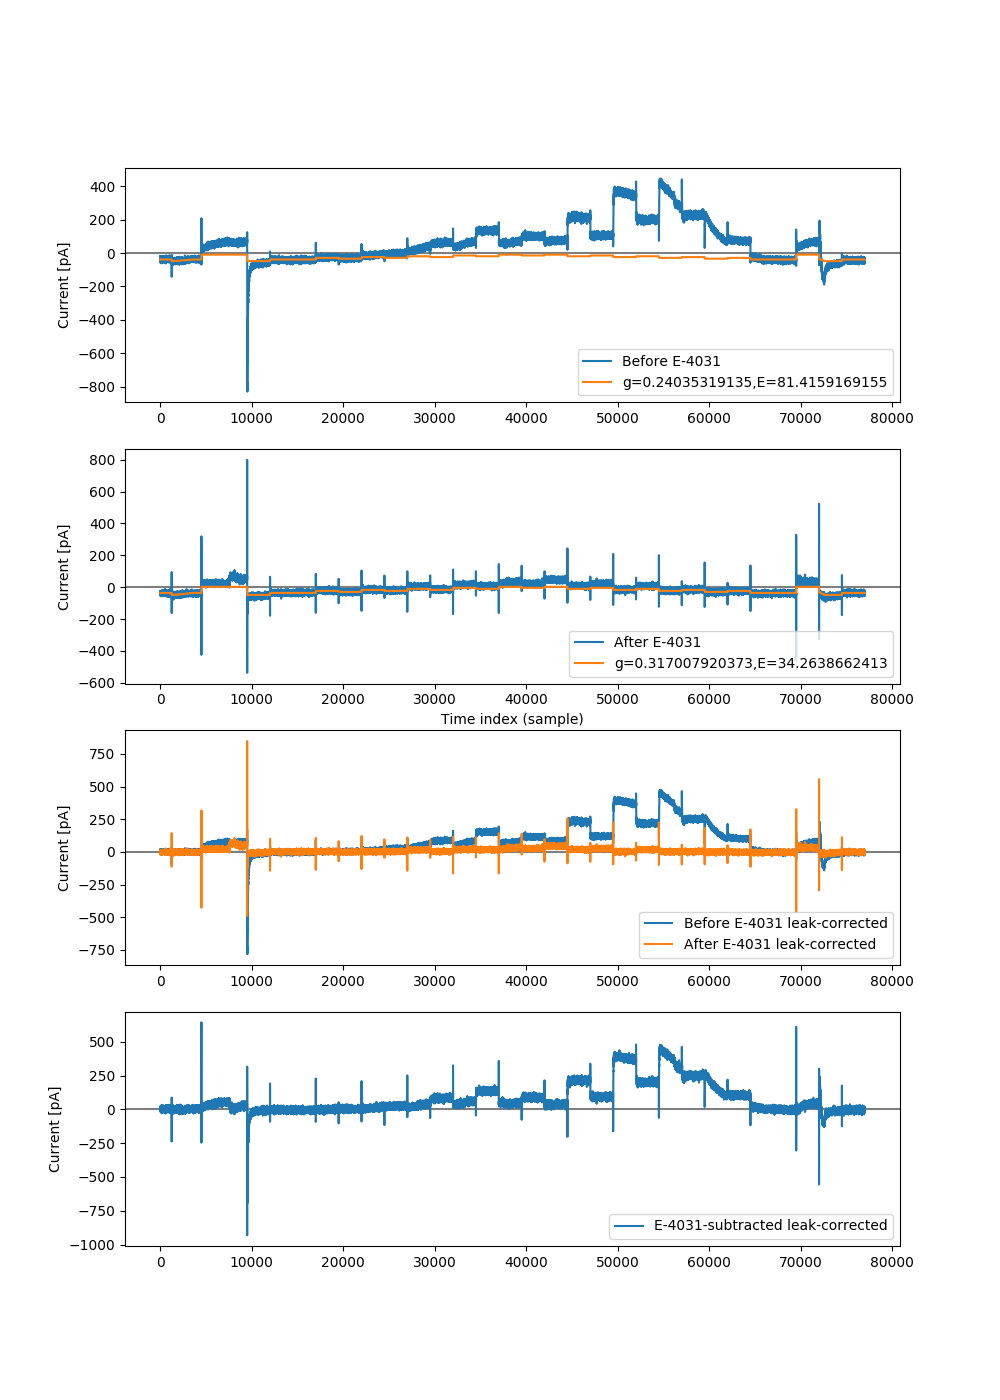 400
200
0
−200
−400
−600
−800
Current [pA]
Before E-4031
g=0.24035319135,E=81.4159169155
0 10000 20000 30000 40000 50000 60000 70000 80000
800
600
400
200
0
−200
−400
−600
Current [pA]
After E-4031
g=0.317007920373,E=34.2638662413
0 10000 20000 30000 40000 50000 60000 70000 80000
Time index (sample)
750
500
250
0
−250
−500
−750
Current [pA]
Before E-4031 leak-corrected
After E-4031 leak-corrected
0 10000 20000 30000 40000 50000 60000 70000 80000
500
250
0
−250
−500
−750
−1000
Current [pA]
E-4031-subtracted leak-corrected
0 10000 20000 30000 40000 50000 60000 70000 80000